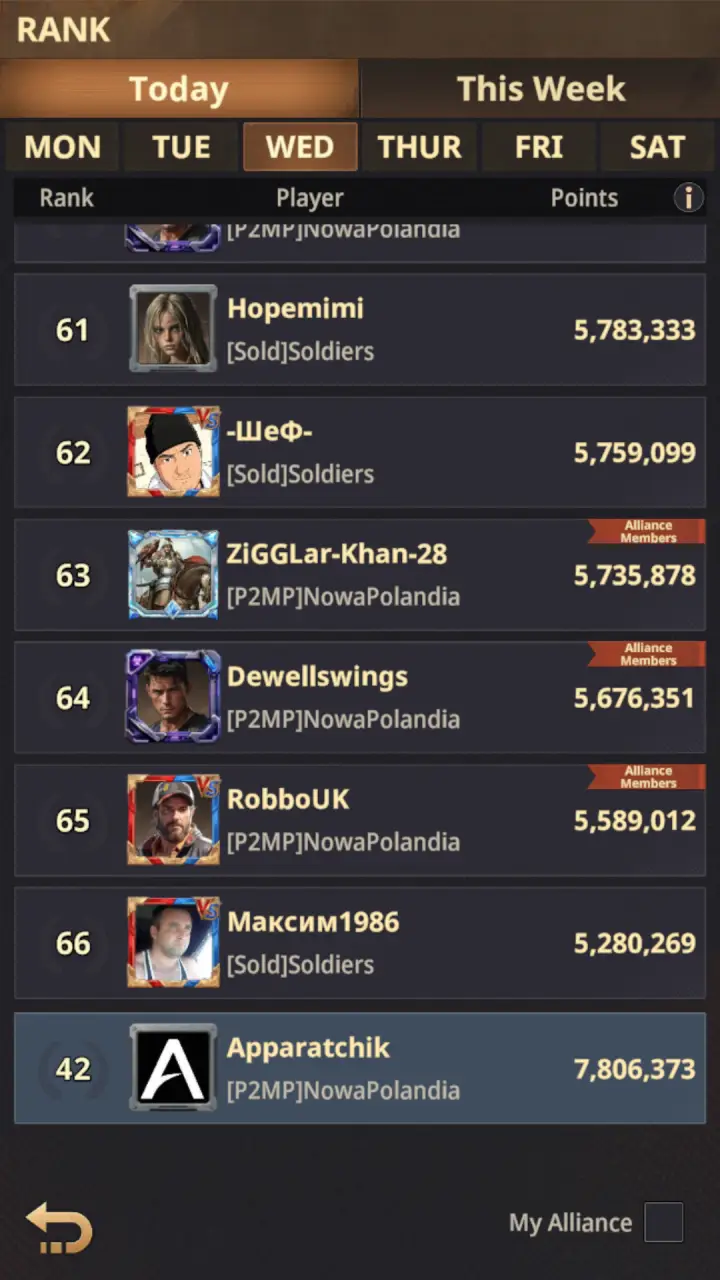 RANK
Today
This Week
MON
TUE
WED
THUR
FRI
SAT
Rank
Player
Points
i
[P2MP]NowaPolandia
61
Hopemimi
[Sold]Soldiers
5,783,333
62
VS
-ШеФ-
[Sold]Soldiers
5,759,099
63
ZiGGLar-Khan-28
[P2MP]NowaPolandia
Alliance
Members
5,735,878
64
Dewellswings
[P2MP]NowaPolandia
Alliance
Members
5,676,351
65
VS
RobboUK
[P2MP]NowaPolandia
Alliance
Members
5,589,012
66
VS
Максим1986
[Sold]Soldiers
5,280,269
42
A
Apparatchik
[P2MP]NowaPolandia
7,806,373
My Alliance